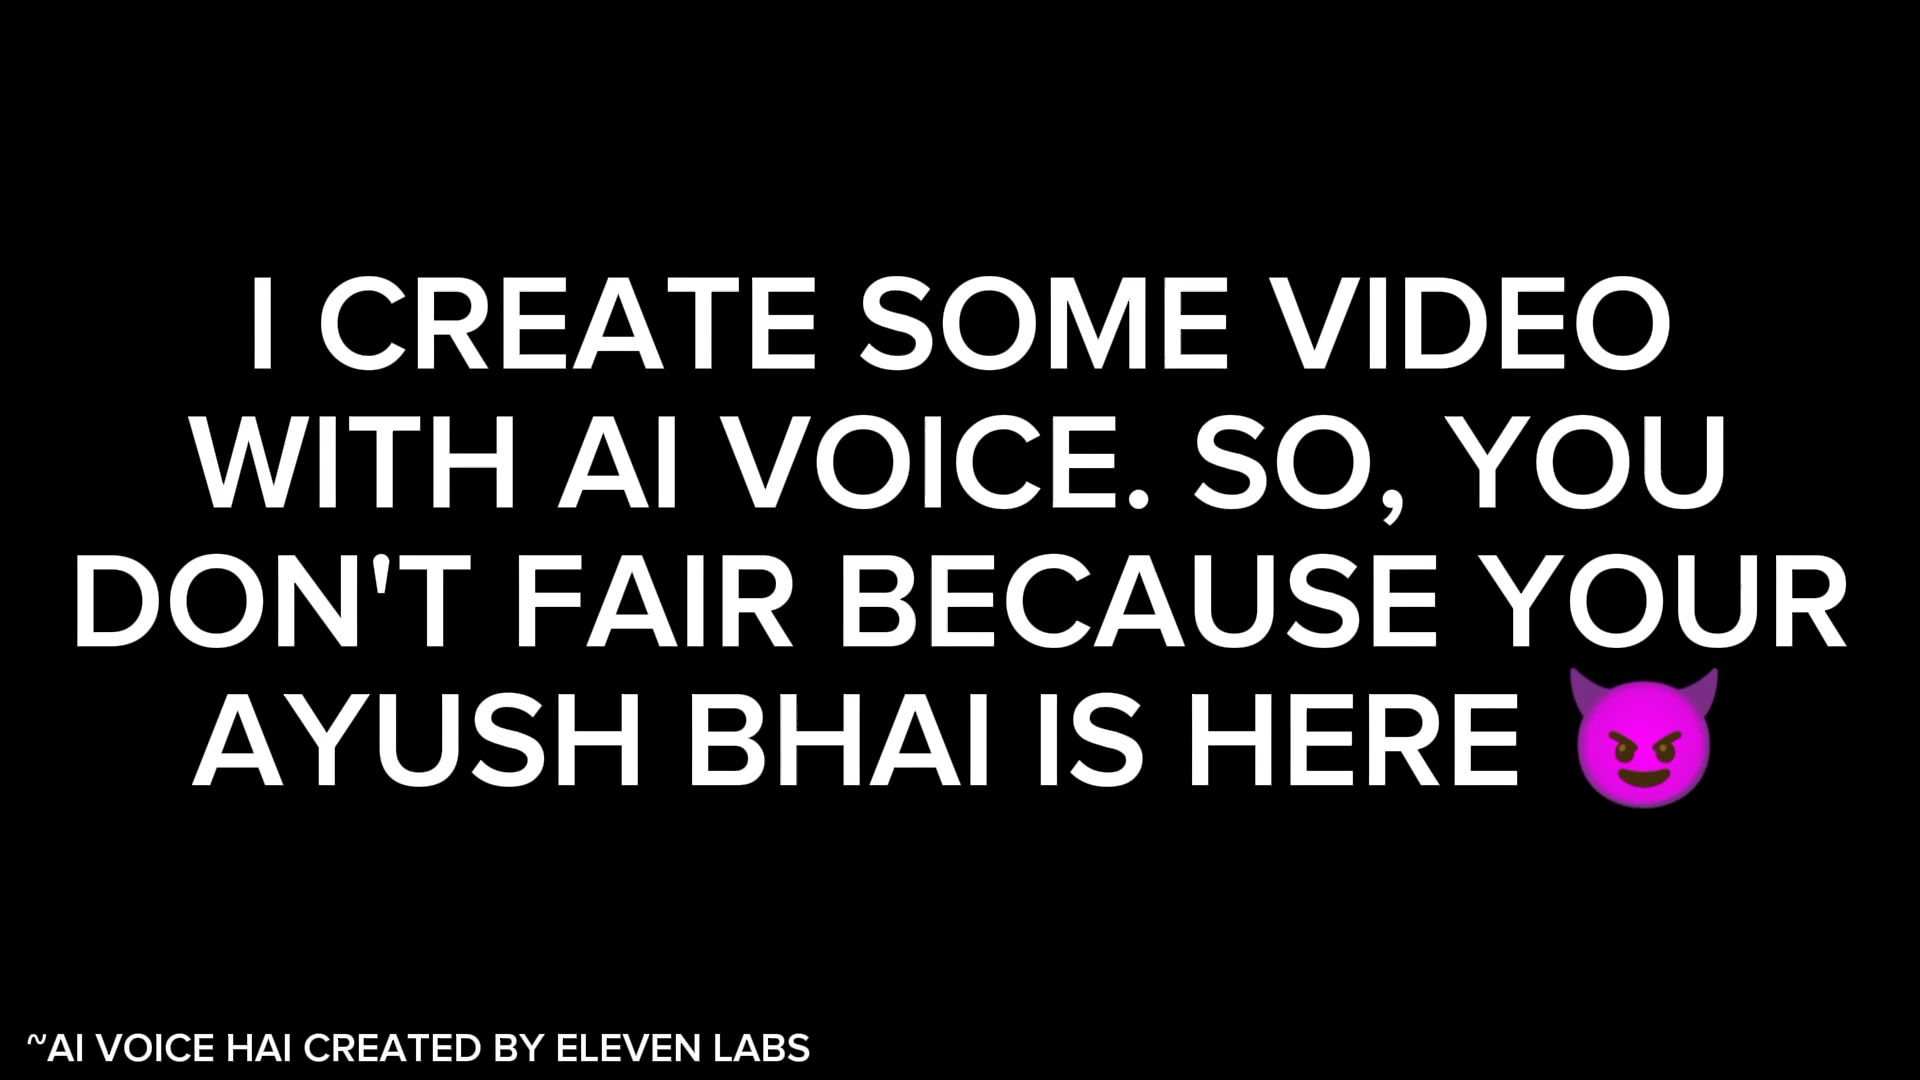 I CREATE SOME VIDEO
WITH AI VOICE. SO, YOU
DON'T FAIR BECAUSE YOUR
AYUSH BHAI IS HERE 😈
~AI VOICE HAI CREATED BY ELEVEN LABS